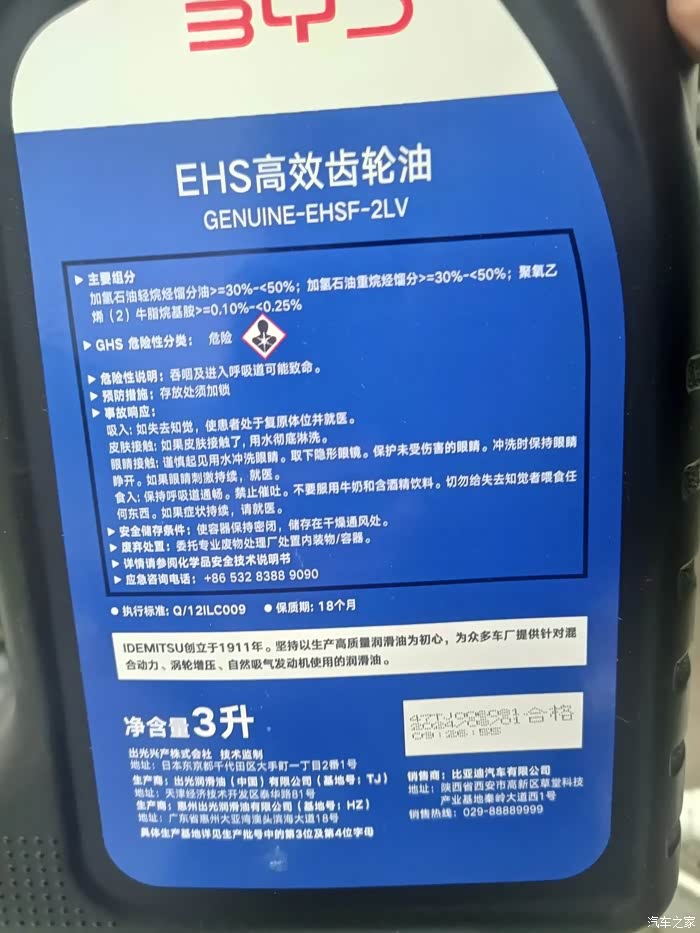 BYD
EHS高效齿轮油
GENUINE-EHSF-2LV
▶ 主要组分
加氢石油轻烷烃馏分油>=30%-<50%；加氢石油重烷烃馏分>=30%-<50%；聚氧乙
烯（2）牛脂烷基胺>=0.10%-<0.25%
▶ GHS 危险性分类： 危险
▶ 危险性说明：吞咽及进入呼吸道可能致命。
▶ 预防措施：存放处须加锁
▶ 事故响应：
吸入：如失去知觉，使患者处于复原体位并就医。
皮肤接触：如果皮肤接触了，用水彻底淋洗。
眼睛接触：谨慎起见用水冲洗眼睛。取下隐形眼镜。保护未受伤害的眼睛。冲洗时保持眼睛
睁开。如果眼睛刺激持续，就医。
食入：保持呼吸道通畅。禁止催吐。不要服用牛奶和含酒精饮料。切勿给失去知觉者喂食任
何东西。如果症状持续，请就医。
▶ 安全储存条件：使容器保持密闭，储存在干燥通风处。
▶ 废弃处置：委托专业废物处理厂处置内装物/容器。
▶ 详情请参阅化学品安全技术说明书
▶ 应急咨询电话：+86 532 8388 9090
● 执行标准：Q/12ILC009 ● 保质期：18个月
IDEMITSU创立于1911年。坚持以生产高质量润滑油为初心，为众多车厂提供针对混
合动力、涡轮增压、自然吸气发动机使用的润滑油。
净含量3升
合格
09:26:55
出光兴产株式会社 技术监制
地址：日本东京都千代田区大手町一丁目2番1号
生产商：出光润滑油（中国）有限公司（基地号：TJ）
地址：天津经济技术开发区泰华路81号
生产商：惠州出光润滑油有限公司（基地号：HZ）
地址：广东省惠州大亚湾澳头滨海大道18号
具体生产基地详见生产批号中的第3位及第4位字母
销售商：比亚迪汽车有限公司
地址：陕西省西安市高新区草堂科技
产业基地秦岭大道西1号
销售热线：029-88889999
汽车之家